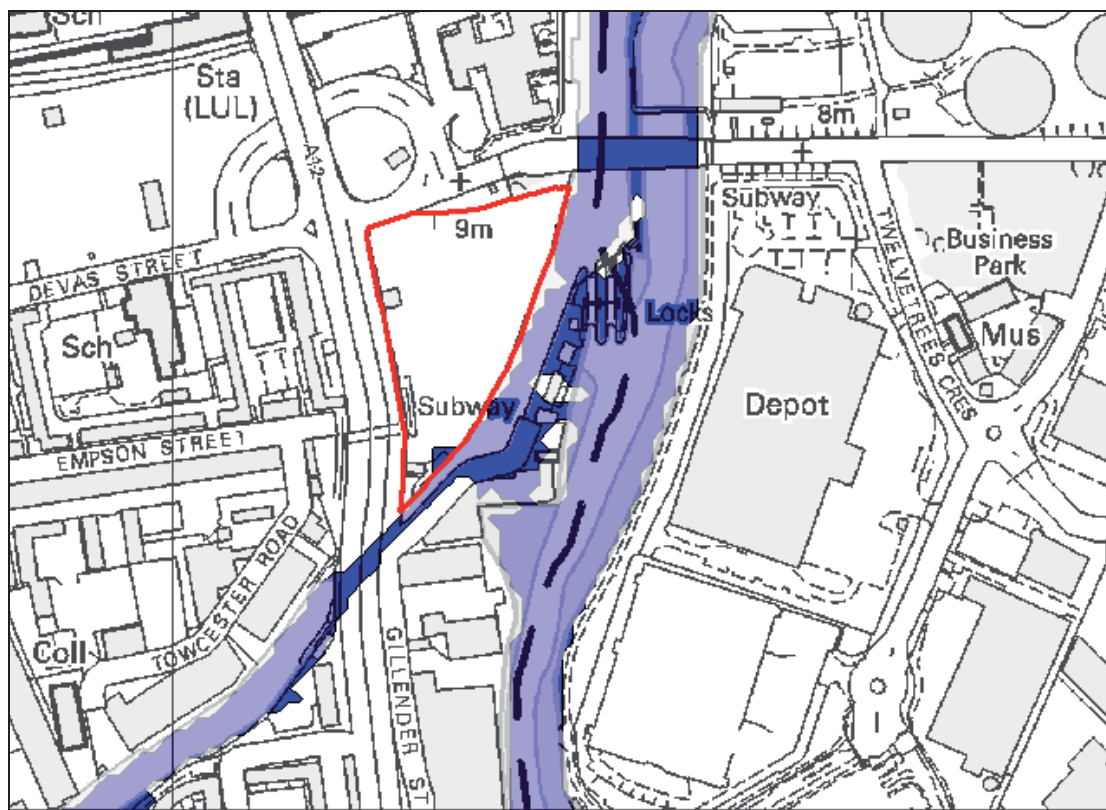 Sch
Sta
(LUL)
A12
8m
Subway
9m
DEVAS STREET
TWELVETREES CRES
Business
Park
Locks
Mus
Sch
Subway
Depot
EMPSON STREET
TOWCESTER ROAD
Coll
GILLENDER ST